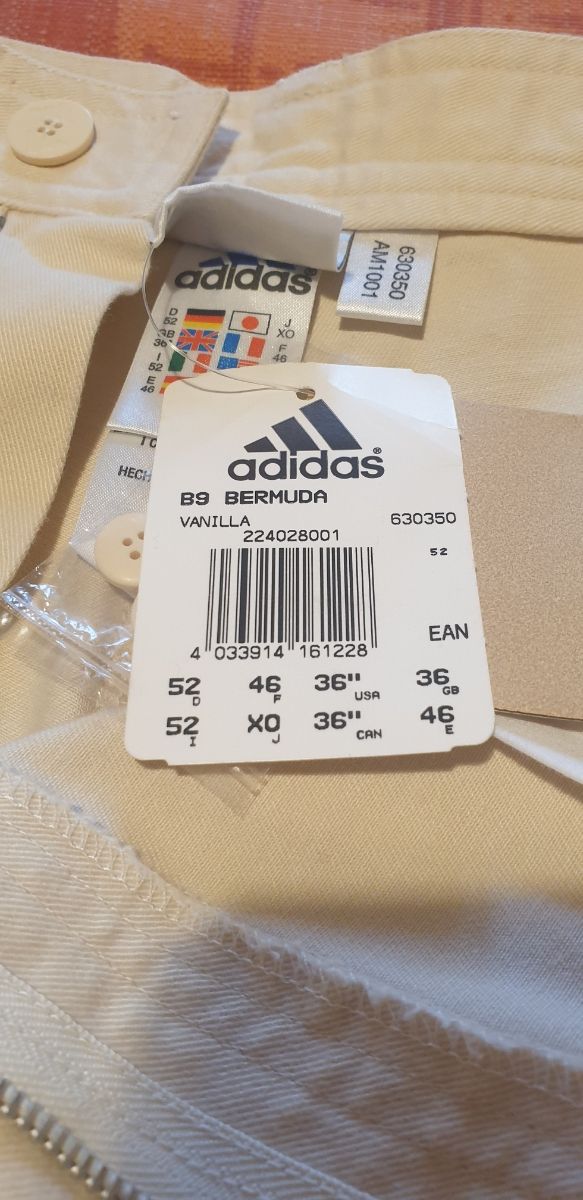 adidas
D 52
J XO
GB 36
F 46
I 52
E 46
630350
AM1001
HECH
adidas®
B9 BERMUDA
VANILLA 630350
224028001
52
EAN
4 033914 161228
52 D 46 F 36" USA 36 GB
52 I XO J 36" CAN 46 E